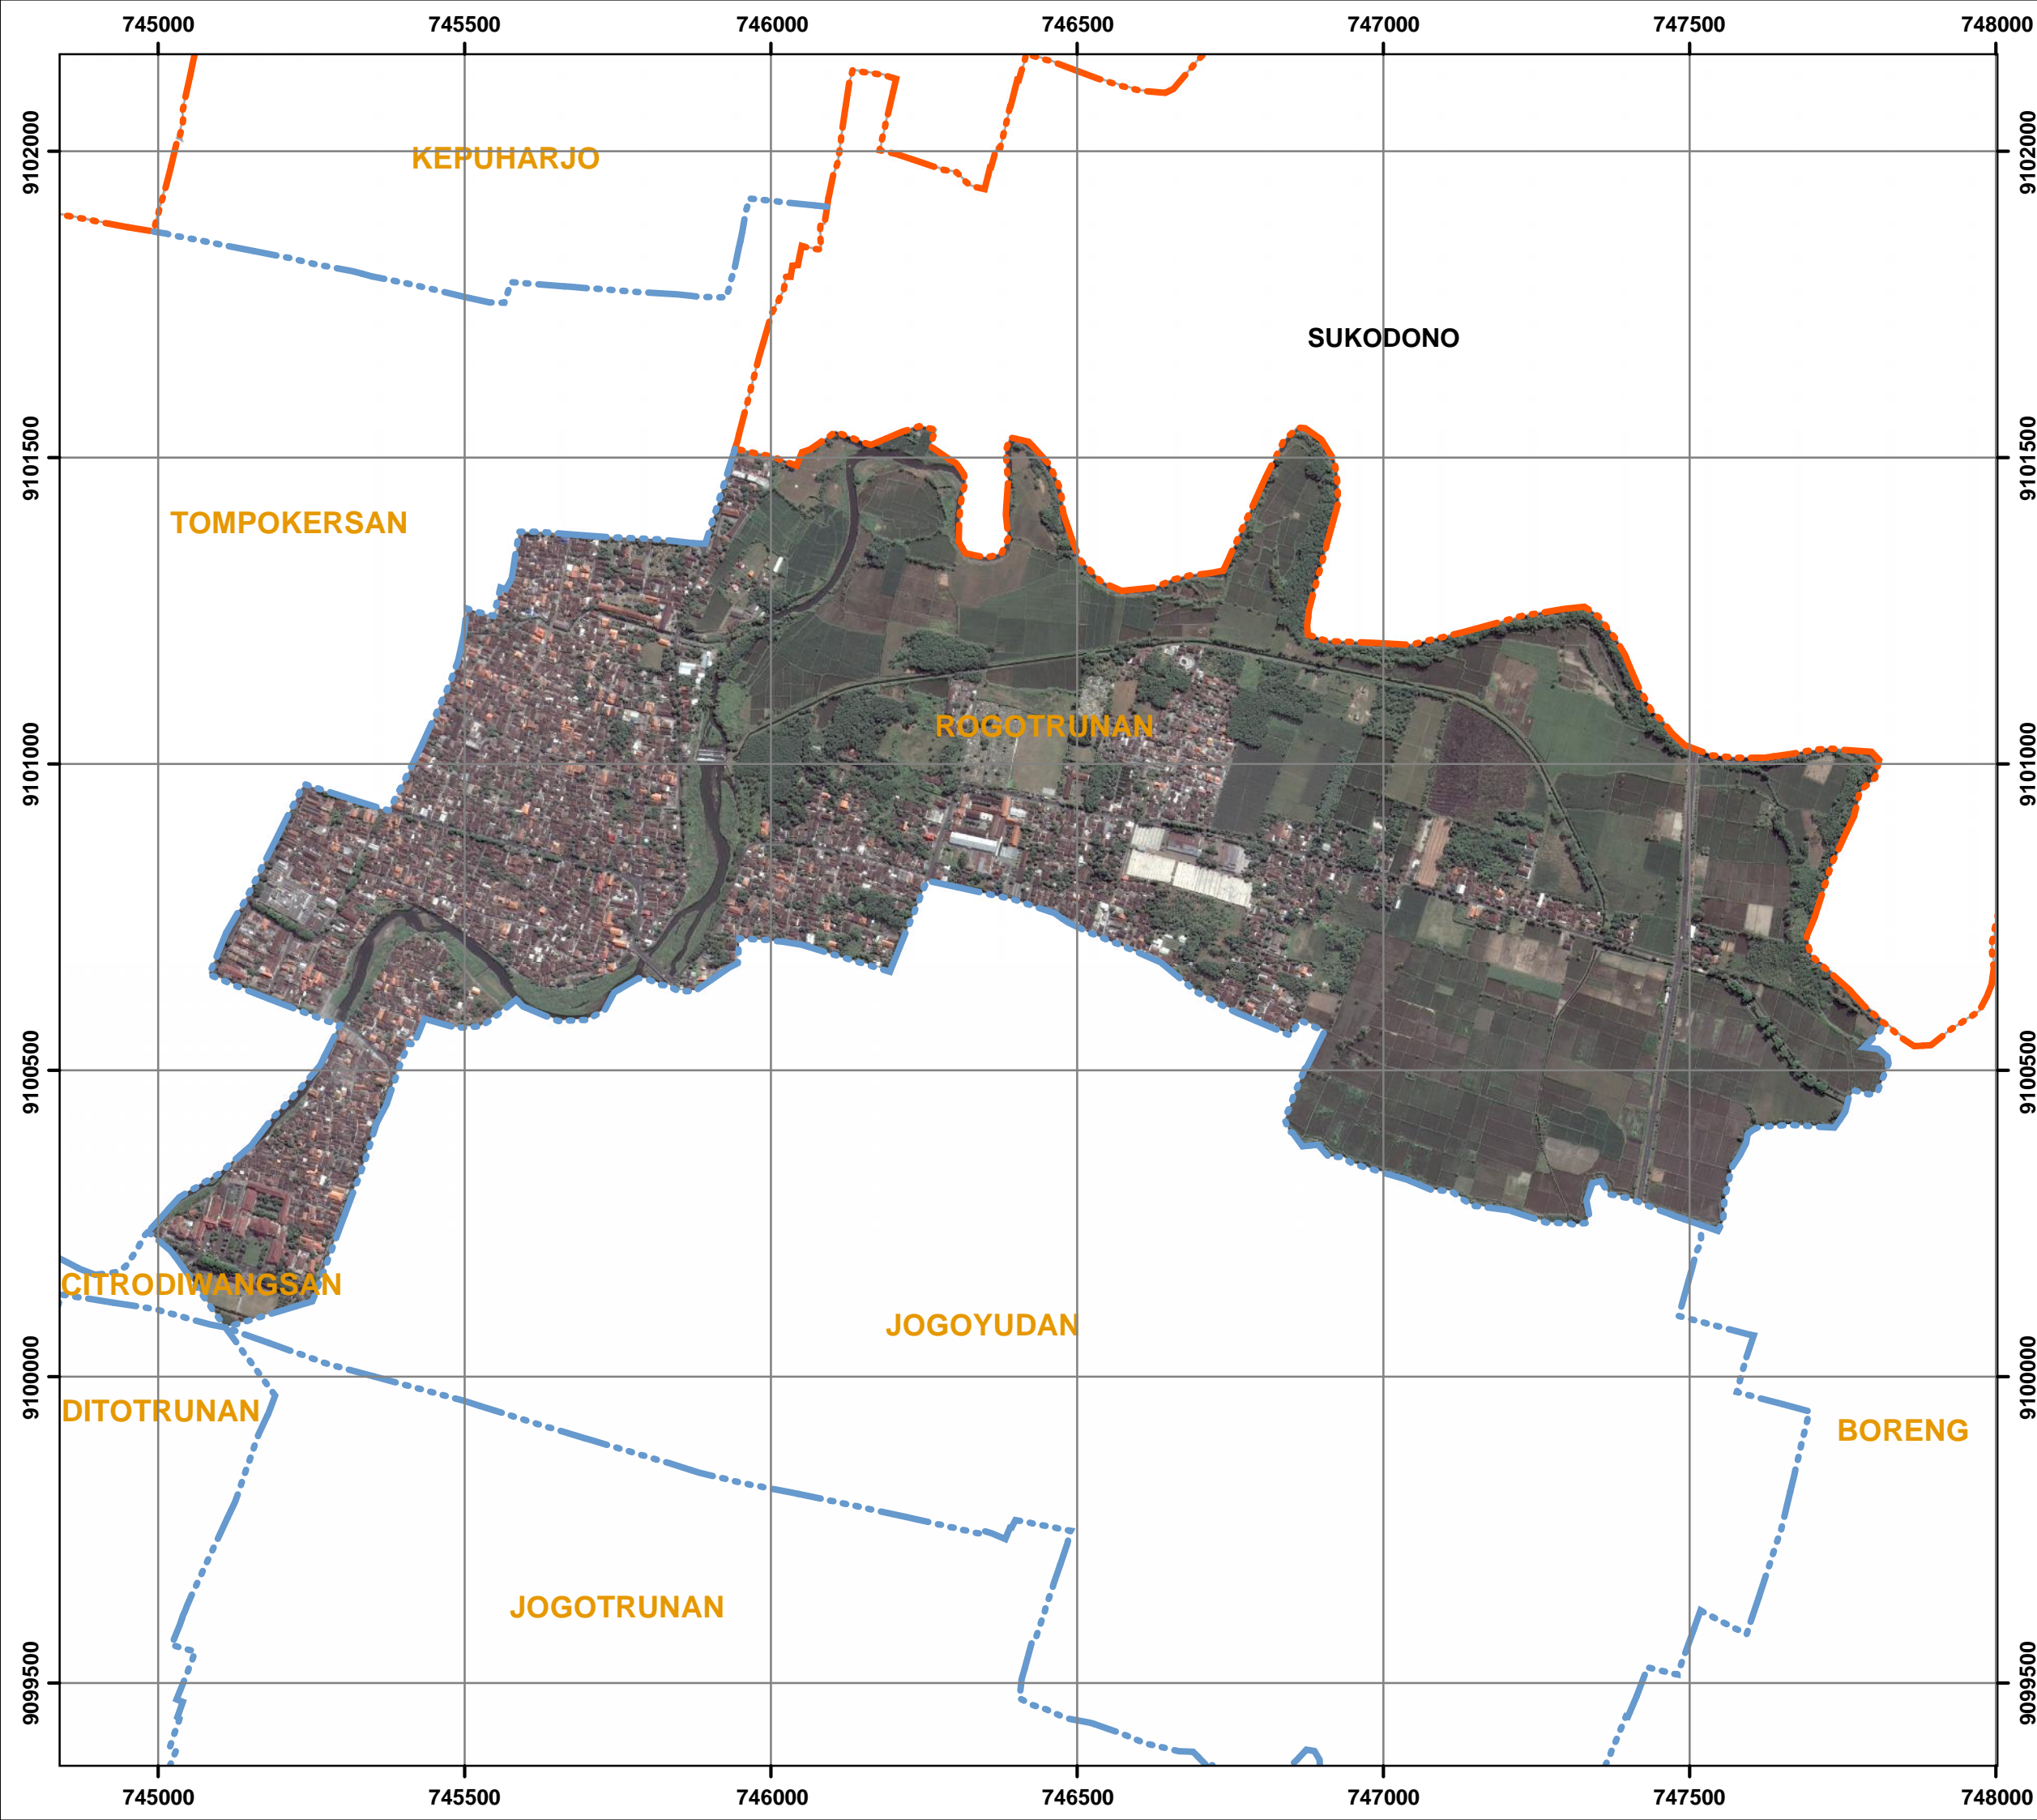 745000 745500 746000 746500 747000 747500 748000
9102000 9102000
KEPUHARJO
SUKODONO
9101500 9101500
TOMPOKERSAN
ROGOTRUNAN
9101000 9101000
9100500 9100500
CITRODIWANGSAN
JOGOYUDAN
9100000 9100000
DITOTRUNAN
BORENG
JOGOTRUNAN
9099500 9099500
745000 745500 746000 746500 747000 747500 748000